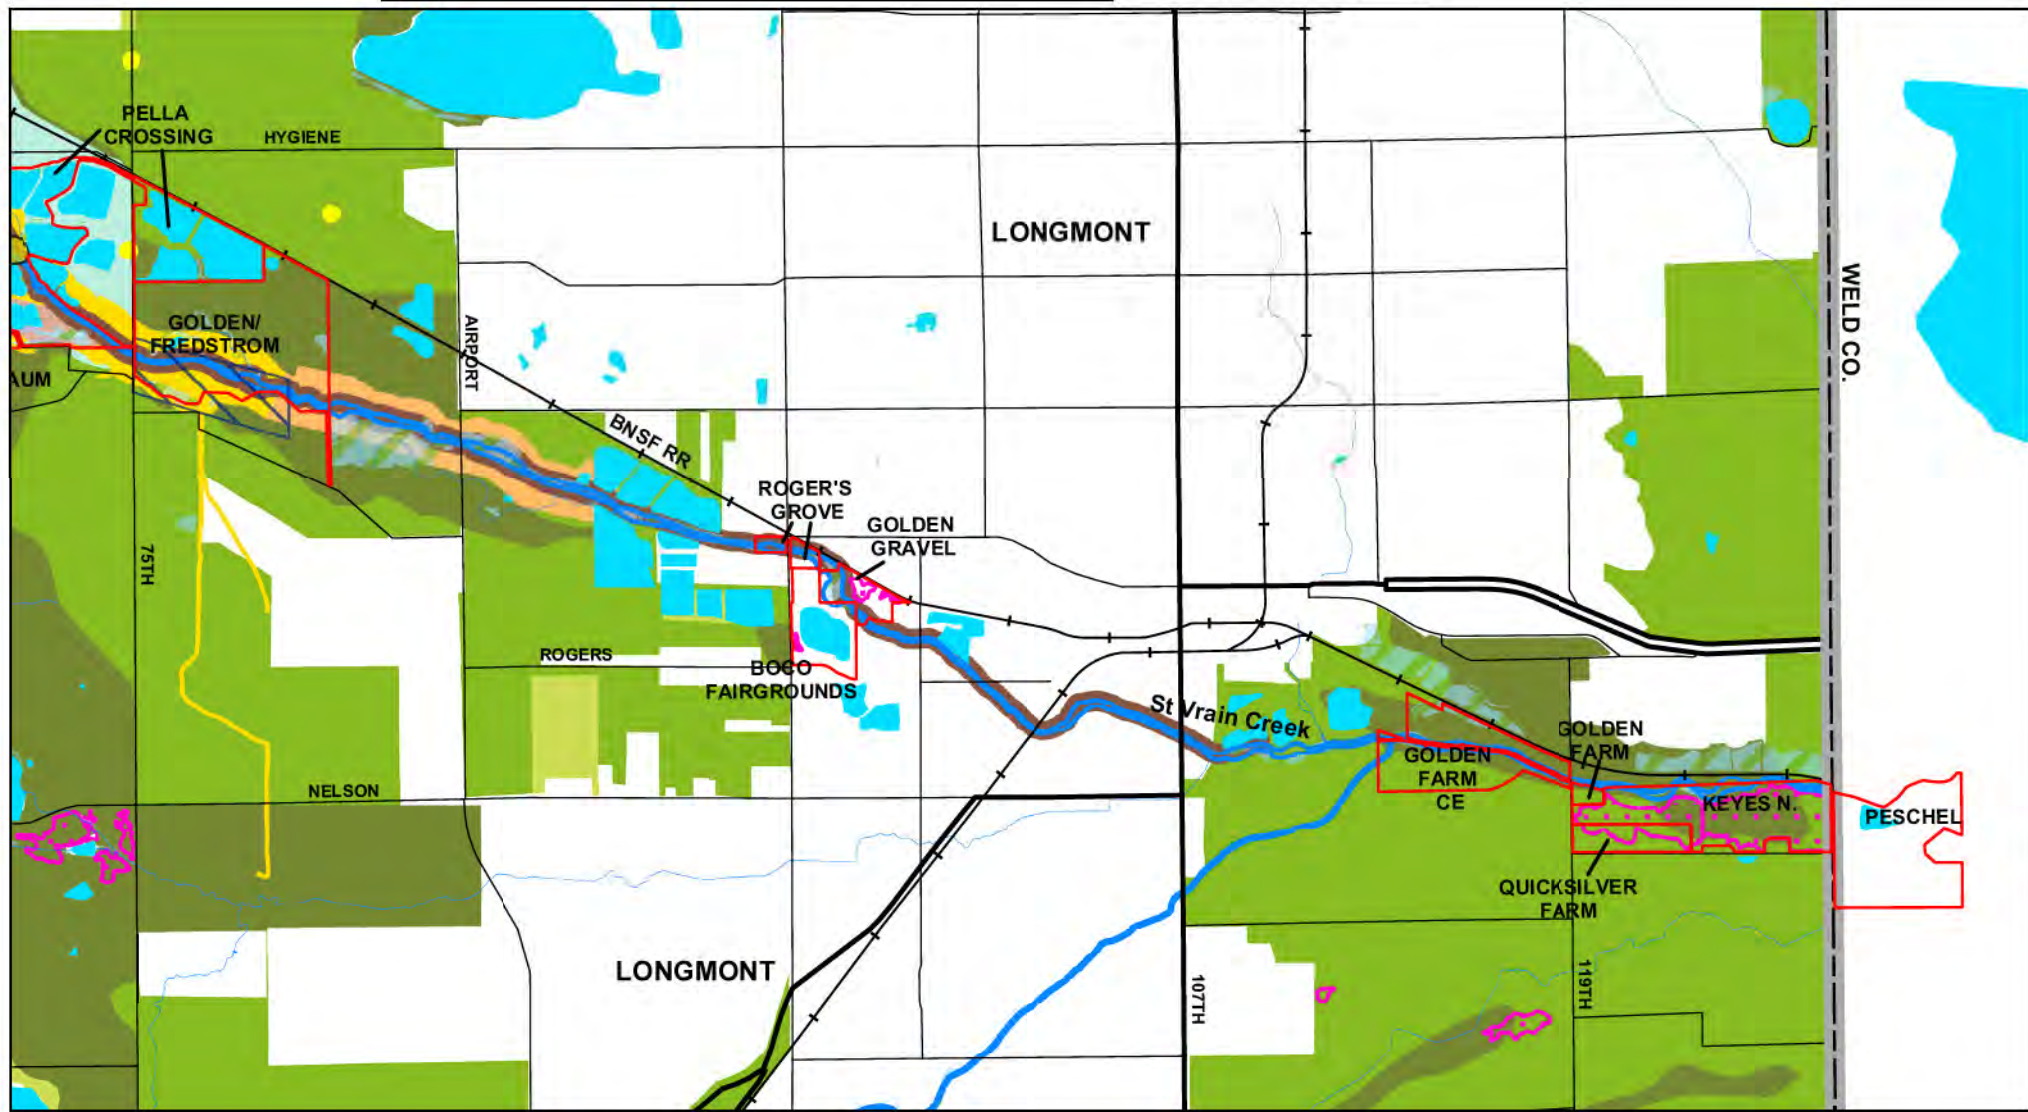 PELLA
CROSSING
HYGIENE
LONGMONT
WELD CO.
GOLDEN/
FREDSTROM
AIRPORT
AUM
BNSF RR
ROGER'S
GROVE
GOLDEN
GRAVEL
75TH
ROGERS
BOCO
FAIRGROUNDS
St Vrain Creek
GOLDEN
FARM
GOLDEN
FARM
CE
NELSON
KEYES N.
PESCHEL
QUICKSILVER
FARM
LONGMONT
107TH
119TH